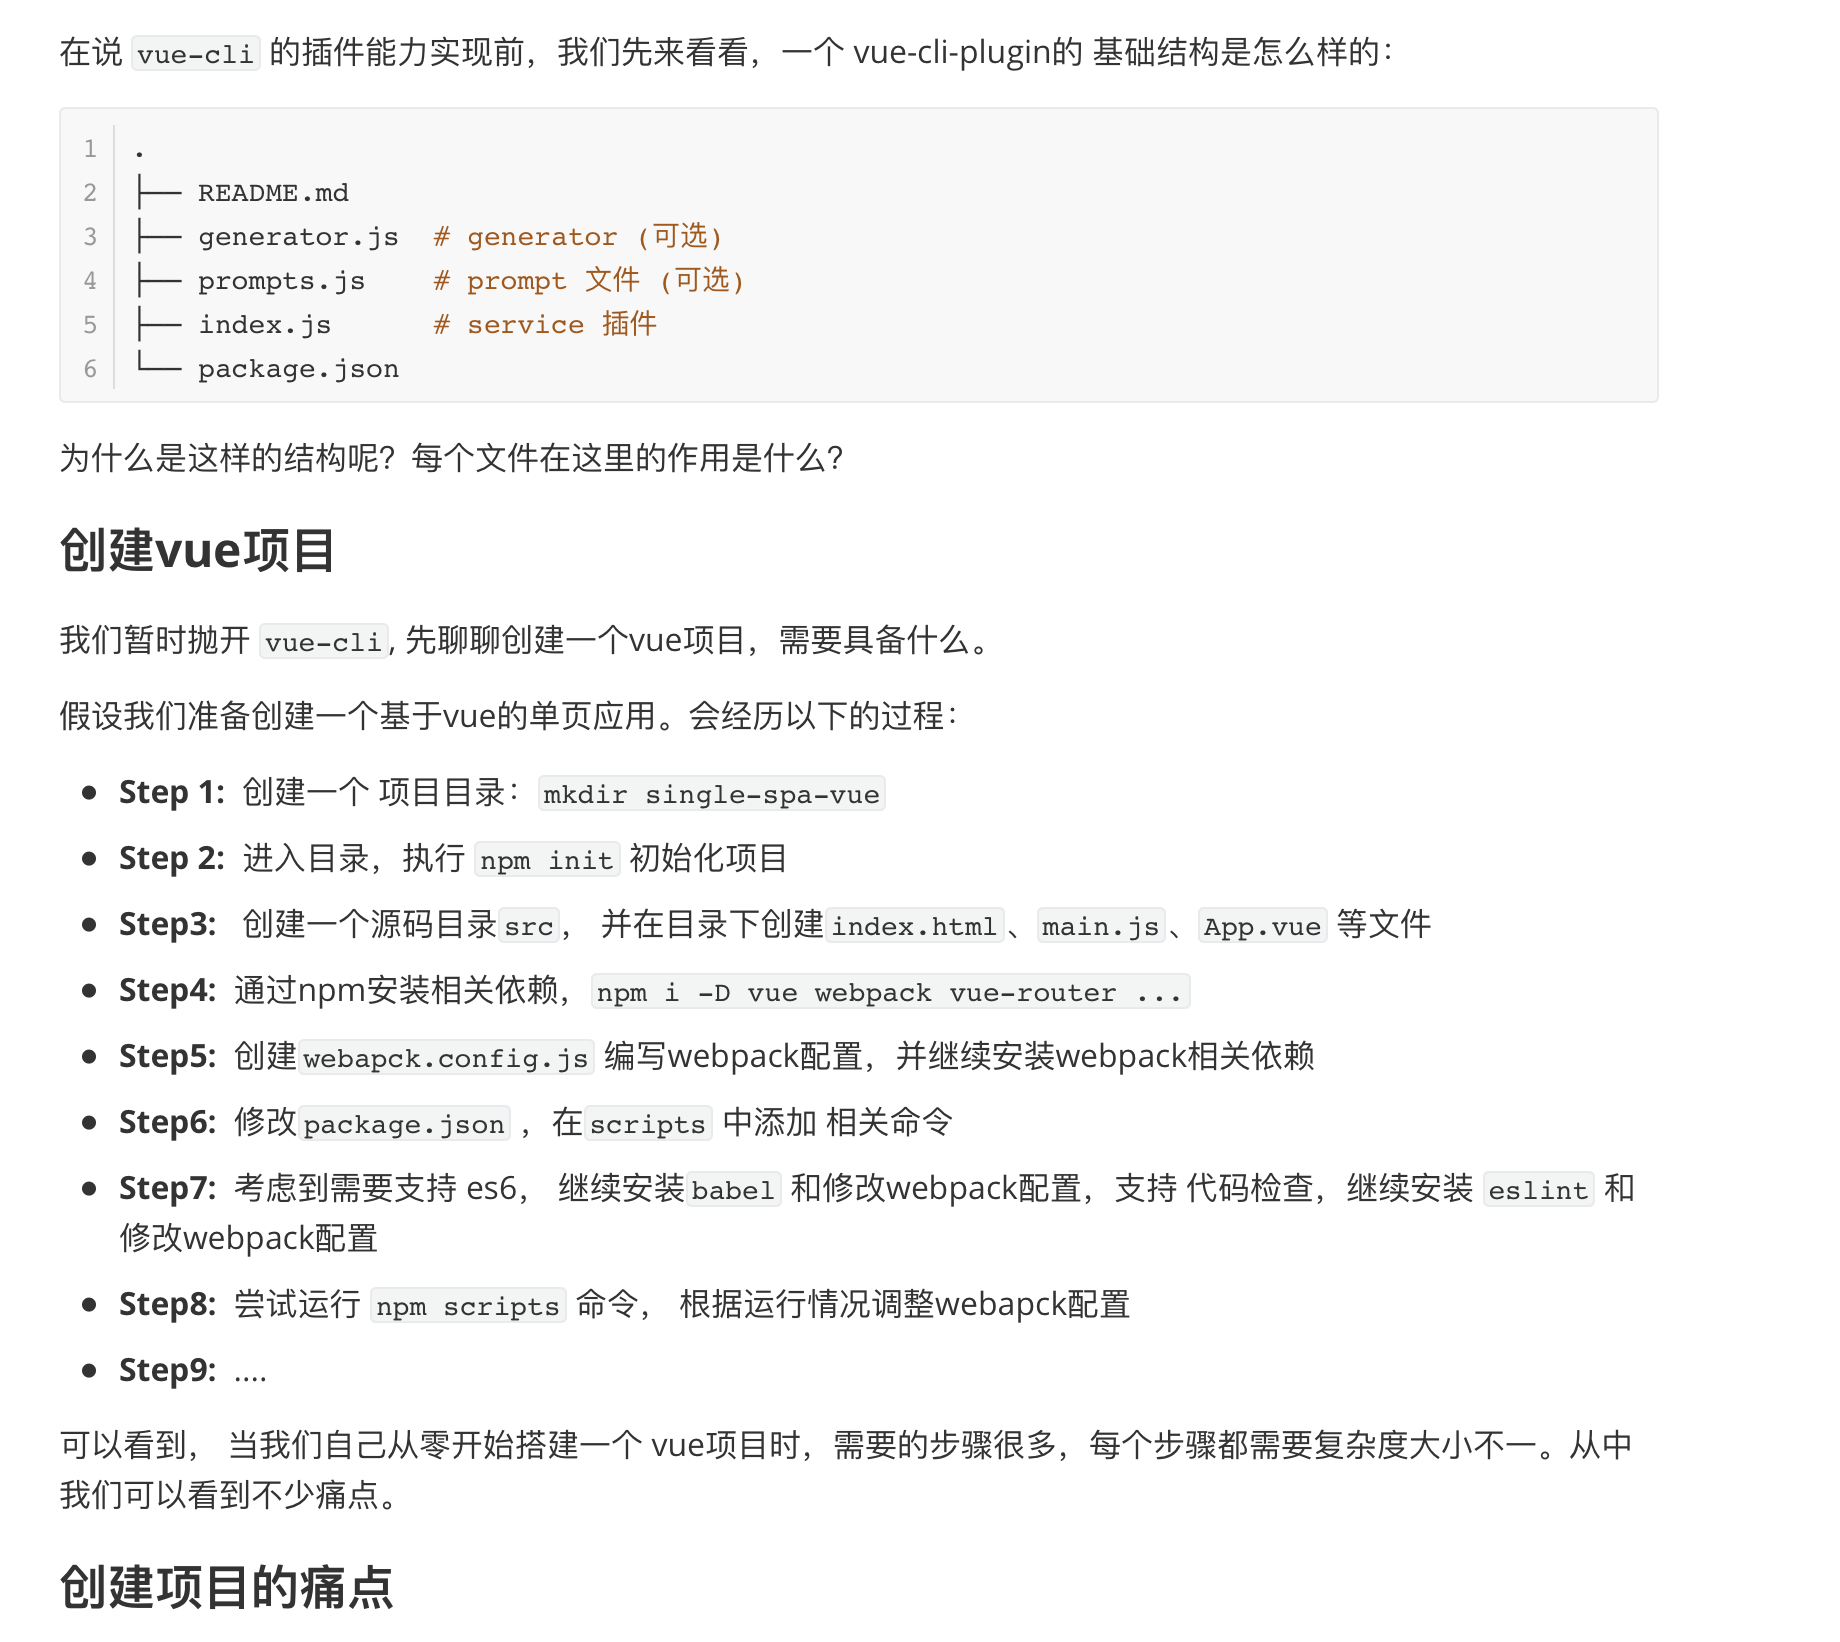 在说 vue-cli 的插件能力实现前，我们先来看看，一个 vue-cli-plugin的 基础结构是怎么样的：
1 .
2 ├── README.md
3 ├── generator.js  # generator (可选)
4 ├── prompts.js    # prompt 文件 (可选)
5 ├── index.js      # service 插件
6 └── package.json
为什么是这样的结构呢？每个文件在这里的作用是什么？
创建vue项目
我们暂时抛开 vue-cli, 先聊聊创建一个vue项目，需要具备什么。
假设我们准备创建一个基于vue的单页应用。会经历以下的过程：
● Step 1: 创建一个 项目目录：mkdir single-spa-vue
● Step 2: 进入目录，执行 npm init 初始化项目
● Step3: 创建一个源码目录src， 并在目录下创建index.html、main.js、App.vue 等文件
● Step4: 通过npm安装相关依赖，npm i -D vue webpack vue-router ...
● Step5: 创建webapck.config.js 编写webpack配置，并继续安装webpack相关依赖
● Step6: 修改package.json ，在scripts 中添加 相关命令
● Step7: 考虑到需要支持 es6， 继续安装babel 和修改webpack配置，支持 代码检查，继续安装 eslint 和
修改webpack配置
● Step8: 尝试运行 npm scripts 命令， 根据运行情况调整webapck配置
● Step9: ....
可以看到， 当我们自己从零开始搭建一个 vue项目时，需要的步骤很多，每个步骤都需要复杂度大小不一。从中
我们可以看到不少痛点。
创建项目的痛点